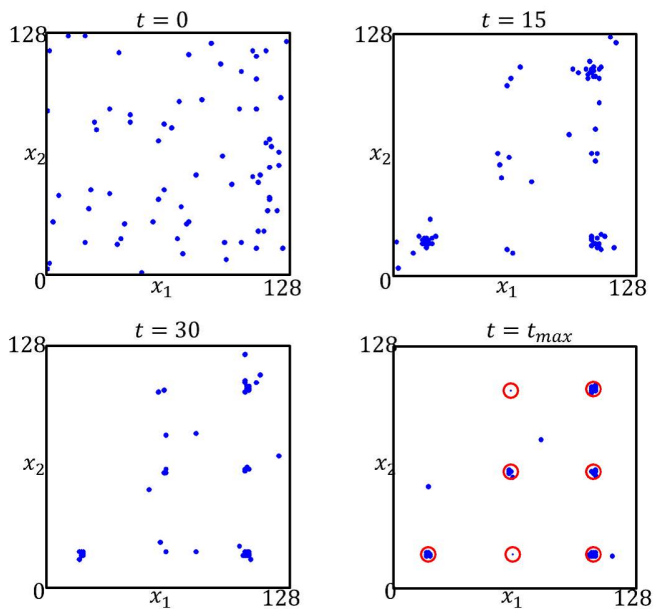 t = 0
128
x₂
0
x₁
128
t = 15
128
x₂
0
x₁
128
t = 30
128
x₂
0
x₁
128
t = tₘₐₓ
128
x₂
0
x₁
128